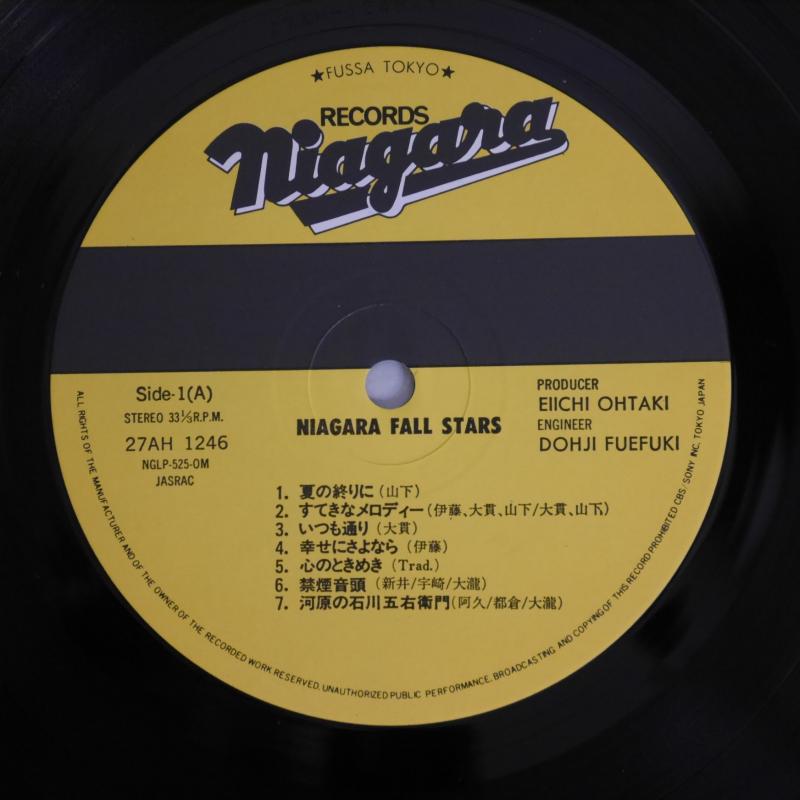 ★FUSSA TOKYO★
RECORDS
Niagara
Side-1(A)
STEREO 33⅓R.P.M.
27AH 1246
NGLP-525-OM
JASRAC
NIAGARA FALL STARS
PRODUCER
EIICHI OHTAKI
ENGINEER
DOHJI FUEFUKI
1. 夏の終りに (山下)
2. すてきなメロディー (伊藤、大貫、山下/大貫、山下)
3. いつも通り (大貫)
4. 幸せにさよなら (伊藤)
5. 心のときめき (Trad.)
6. 禁煙音頭 (新井/宇崎/大瀧)
7. 河原の石川五右衛門 (阿久/都倉/大瀧)
ALL RIGHTS OF THE MANUFACTURER AND OF THE OWNER OF THE RECORDED WORK RESERVED. UNAUTHORIZED PUBLIC PERFORMANCE, BROADCASTING AND COPYING OF THIS RECORD PROHIBITED CBS/SONY INC. TOKYO JAPAN